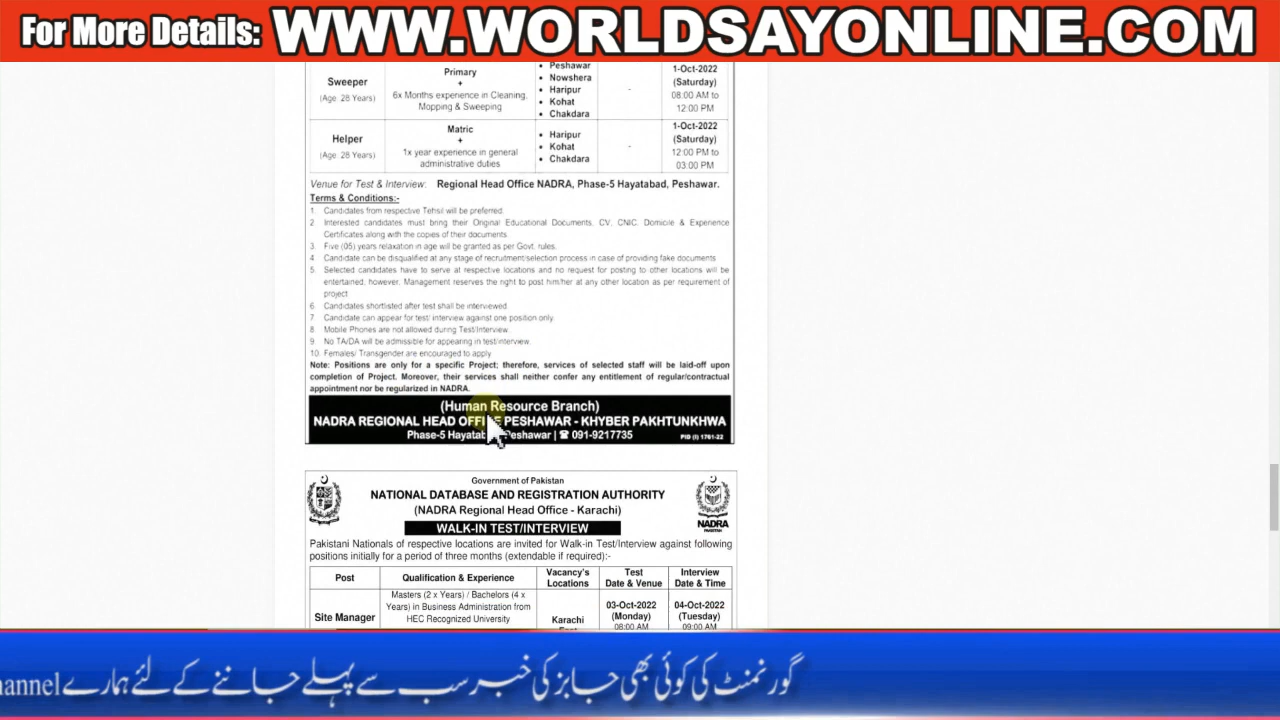 For More Details: WWW.WORLDSAYONLINE.COM
Sweeper
(Age: 28 Years)
Primary
+
6x Months experience in Cleaning,
Mopping & Sweeping
• Peshawar
• Nowshera
• Haripur
• Kohat
• Chakdara
-
1-Oct-2022
(Saturday)
08:00 AM to
12:00 PM
Helper
(Age: 28 Years)
Matric
+
1x year experience in general
administrative duties
• Haripur
• Kohat
• Chakdara
-
1-Oct-2022
(Saturday)
12:00 PM to
03:00 PM
Venue for Test & Interview: Regional Head Office NADRA, Phase-5 Hayatabad, Peshawar.
Terms & Conditions:-
1. Candidates from respective Tehsil will be preferred.
2. Interested candidates must bring their Original Educational Documents, CV, CNIC, Domicile & Experience
Certificates along with the copies of their documents.
3. Five (05) years relaxation in age will be granted as per Govt. rules.
4. Candidate can be disqualified at any stage of recruitment/selection process in case of providing fake documents
5. Selected candidates have to serve at respective locations and no request for posting to other locations will be
entertained, however, Management reserves the right to post him/her at any other location as per requirement of
project
6. Candidates shortlisted after test shall be interviewed.
7. Candidate can appear for test/ interview against one position only.
8. Mobile Phones are not allowed during Test/Interview.
9. No TA/DA will be admissible for appearing in test/interview.
10. Females/ Transgender are encouraged to apply
Note: Positions are only for a specific Project; therefore, services of selected staff will be laid-off upon
completion of Project. Moreover, their services shall neither confer any entitlement of regular/contractual
appointment nor be regularized in NADRA.
(Human Resource Branch)
NADRA REGIONAL HEAD OFFICE PESHAWAR - KHYBER PAKHTUNKHWA
Phase-5 Hayatabad, Peshawar | ☎ 091-9217735
PID (I) 1761-22
Government of Pakistan
NATIONAL DATABASE AND REGISTRATION AUTHORITY
(NADRA Regional Head Office - Karachi)
NADRA
PAKISTAN
WALK-IN TEST/INTERVIEW
Pakistani Nationals of respective locations are invited for Walk-in Test/Interview against following
positions initially for a period of three months (extendable if required):-
Post
Qualification & Experience
Vacancy's
Locations
Test
Date & Venue
Interview
Date & Time
Site Manager
Masters (2 x Years) / Bachelors (4 x
Years) in Business Administration from
HEC Recognized University
Karachi
East
03-Oct-2022
(Monday)
08:00 AM
04-Oct-2022
(Tuesday)
09:00 AM
گورنمنٹ کی کوئی بھی جابز کی خبر سب سے پہلے جاننے کے لئے ہمارے annel